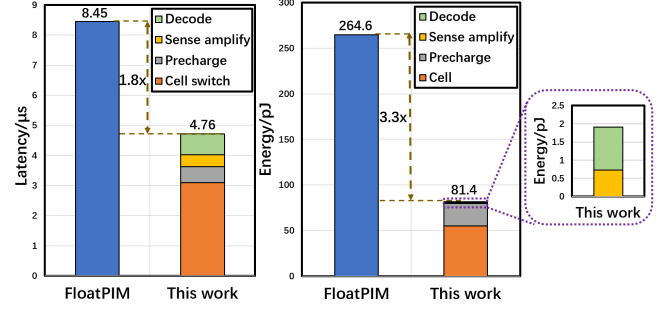 Latency/μs
9
8
7
6
5
4
3
2
1
0
8.45
1.8x
4.76
Decode
Sense amplify
Precharge
Cell switch
FloatPIM
This work
Energy/pJ
300
250
200
150
100
50
0
264.6
3.3x
81.4
Decode
Sense amplify
Precharge
Cell
FloatPIM
This work
Energy/pJ
2.5
2
1.5
1
0.5
0
This work